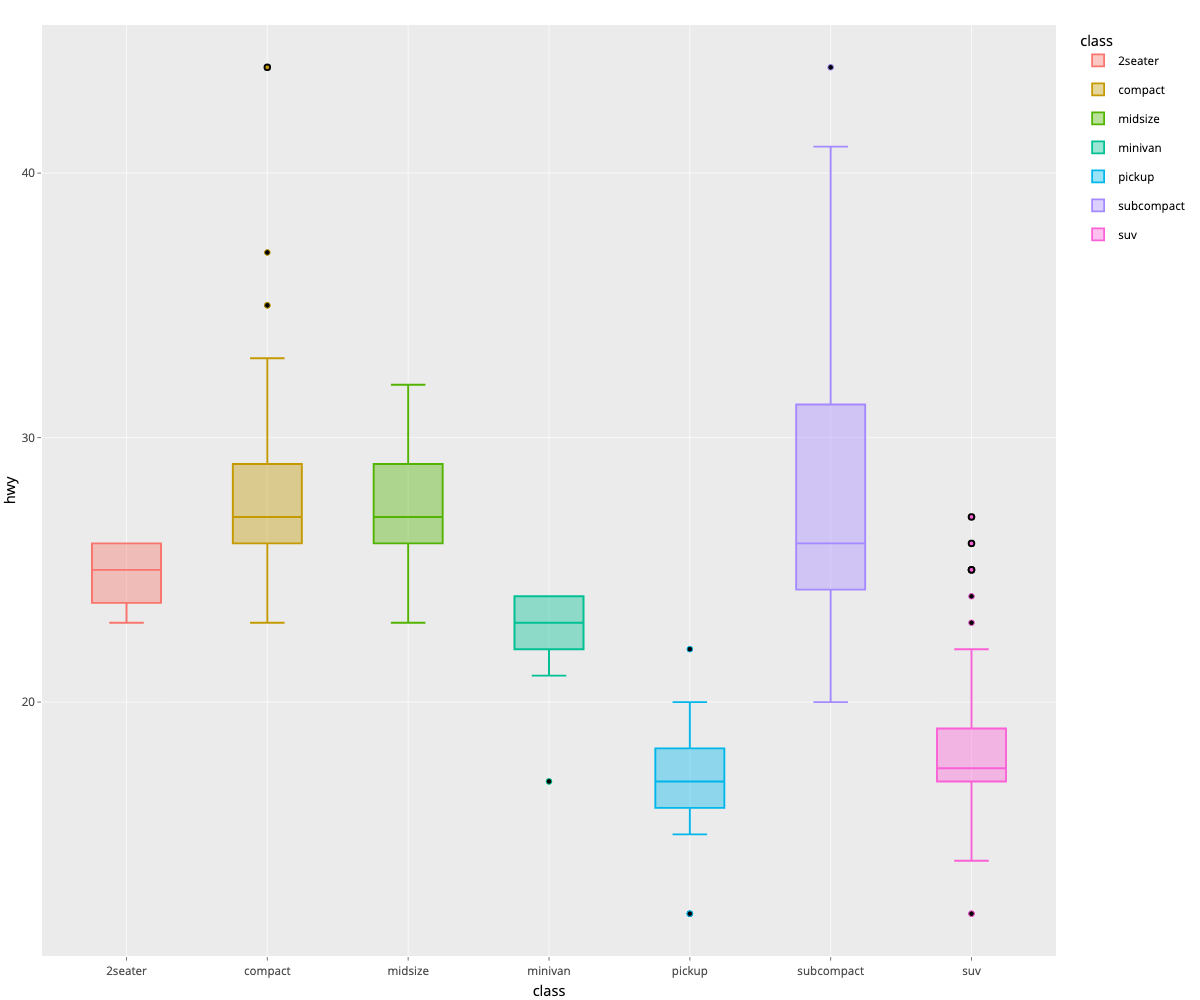 class
2seater
compact
midsize
minivan
pickup
subcompact
suv
40
30
20
hwy
2seater compact midsize minivan pickup subcompact suv
class